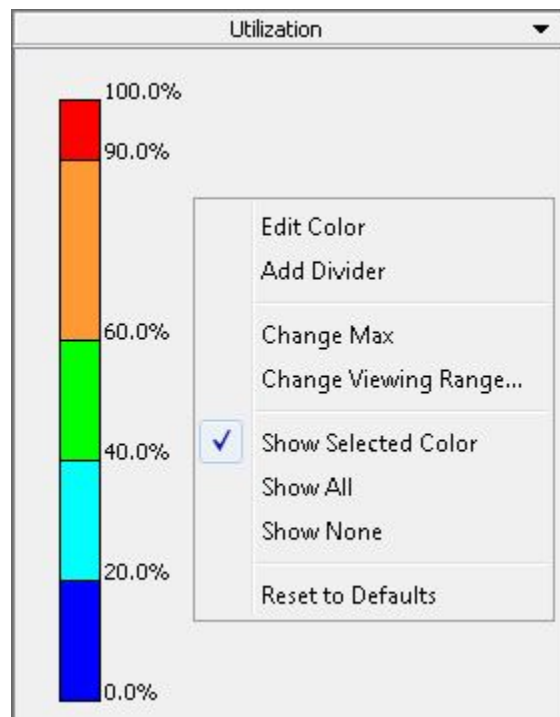 Utilization
100.0%
90.0%
60.0%
40.0%
20.0%
0.0%
Edit Color
Add Divider
Change Max
Change Viewing Range...
Show Selected Color
Show All
Show None
Reset to Defaults